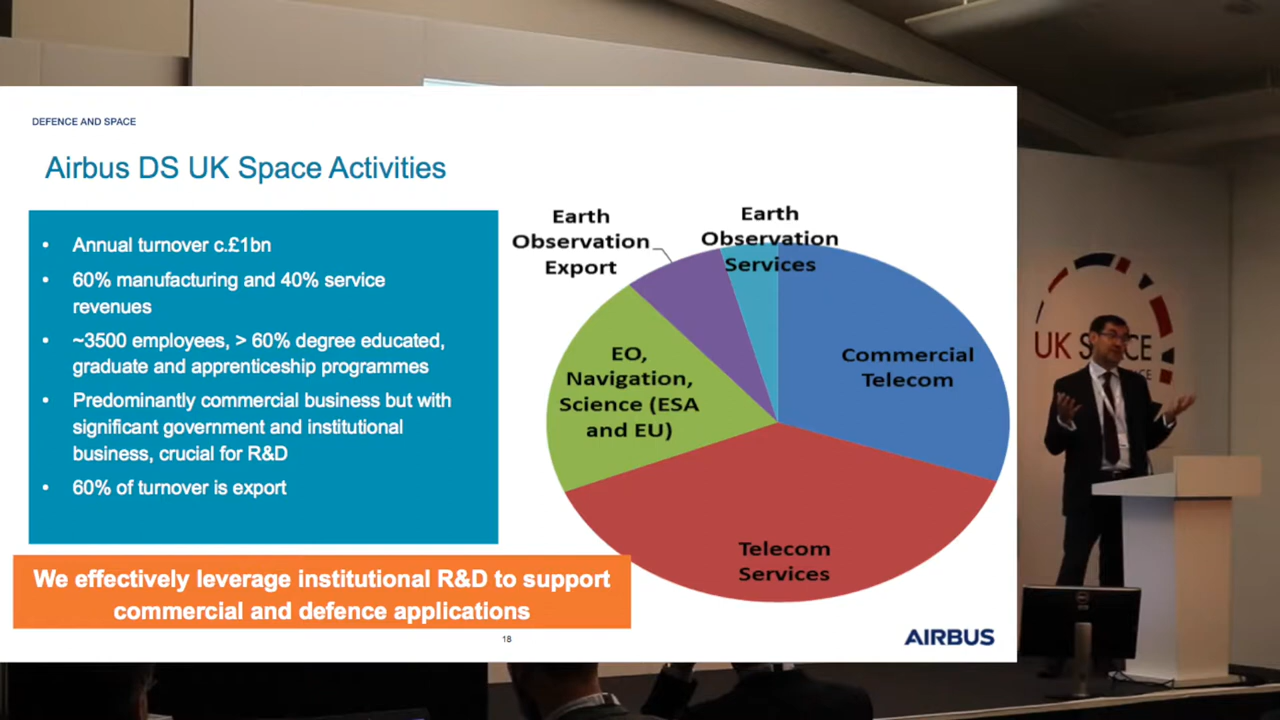 DEFENCE AND SPACE
Airbus DS UK Space Activities
• Annual turnover c.£1bn
• 60% manufacturing and 40% service
revenues
• ~3500 employees, > 60% degree educated,
graduate and apprenticeship programmes
• Predominantly commercial business but with
significant government and institutional
business, crucial for R&D
• 60% of turnover is export
We effectively leverage institutional R&D to support
commercial and defence applications
Earth
Observation
Export
Earth
Observation
Services
Commercial
Telecom
EO,
Navigation,
Science (ESA
and EU)
Telecom
Services
18
AIRBUS
UK SPACE